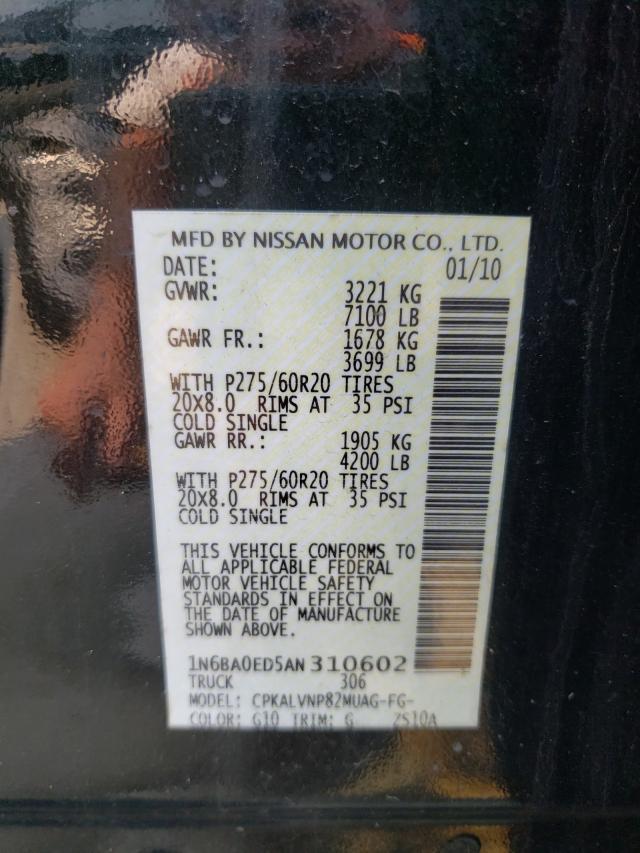 MFD BY NISSAN MOTOR CO., LTD.
DATE: 01/10
GVWR: 3221 KG
7100 LB
GAWR FR.: 1678 KG
3699 LB
WITH P275/60R20 TIRES
20X8.0 RIMS AT 35 PSI
COLD SINGLE
GAWR RR.: 1905 KG
4200 LB
WITH P275/60R20 TIRES
20X8.0 RIMS AT 35 PSI
COLD SINGLE
THIS VEHICLE CONFORMS TO
ALL APPLICABLE FEDERAL
MOTOR VEHICLE SAFETY
STANDARDS IN EFFECT ON
THE DATE OF MANUFACTURE
SHOWN ABOVE.
1N6BA0ED5AN310602
TRUCK 306
MODEL: CPKALVNP82MUAG-FG-
COLOR: G10 TRIM: G ZS10A